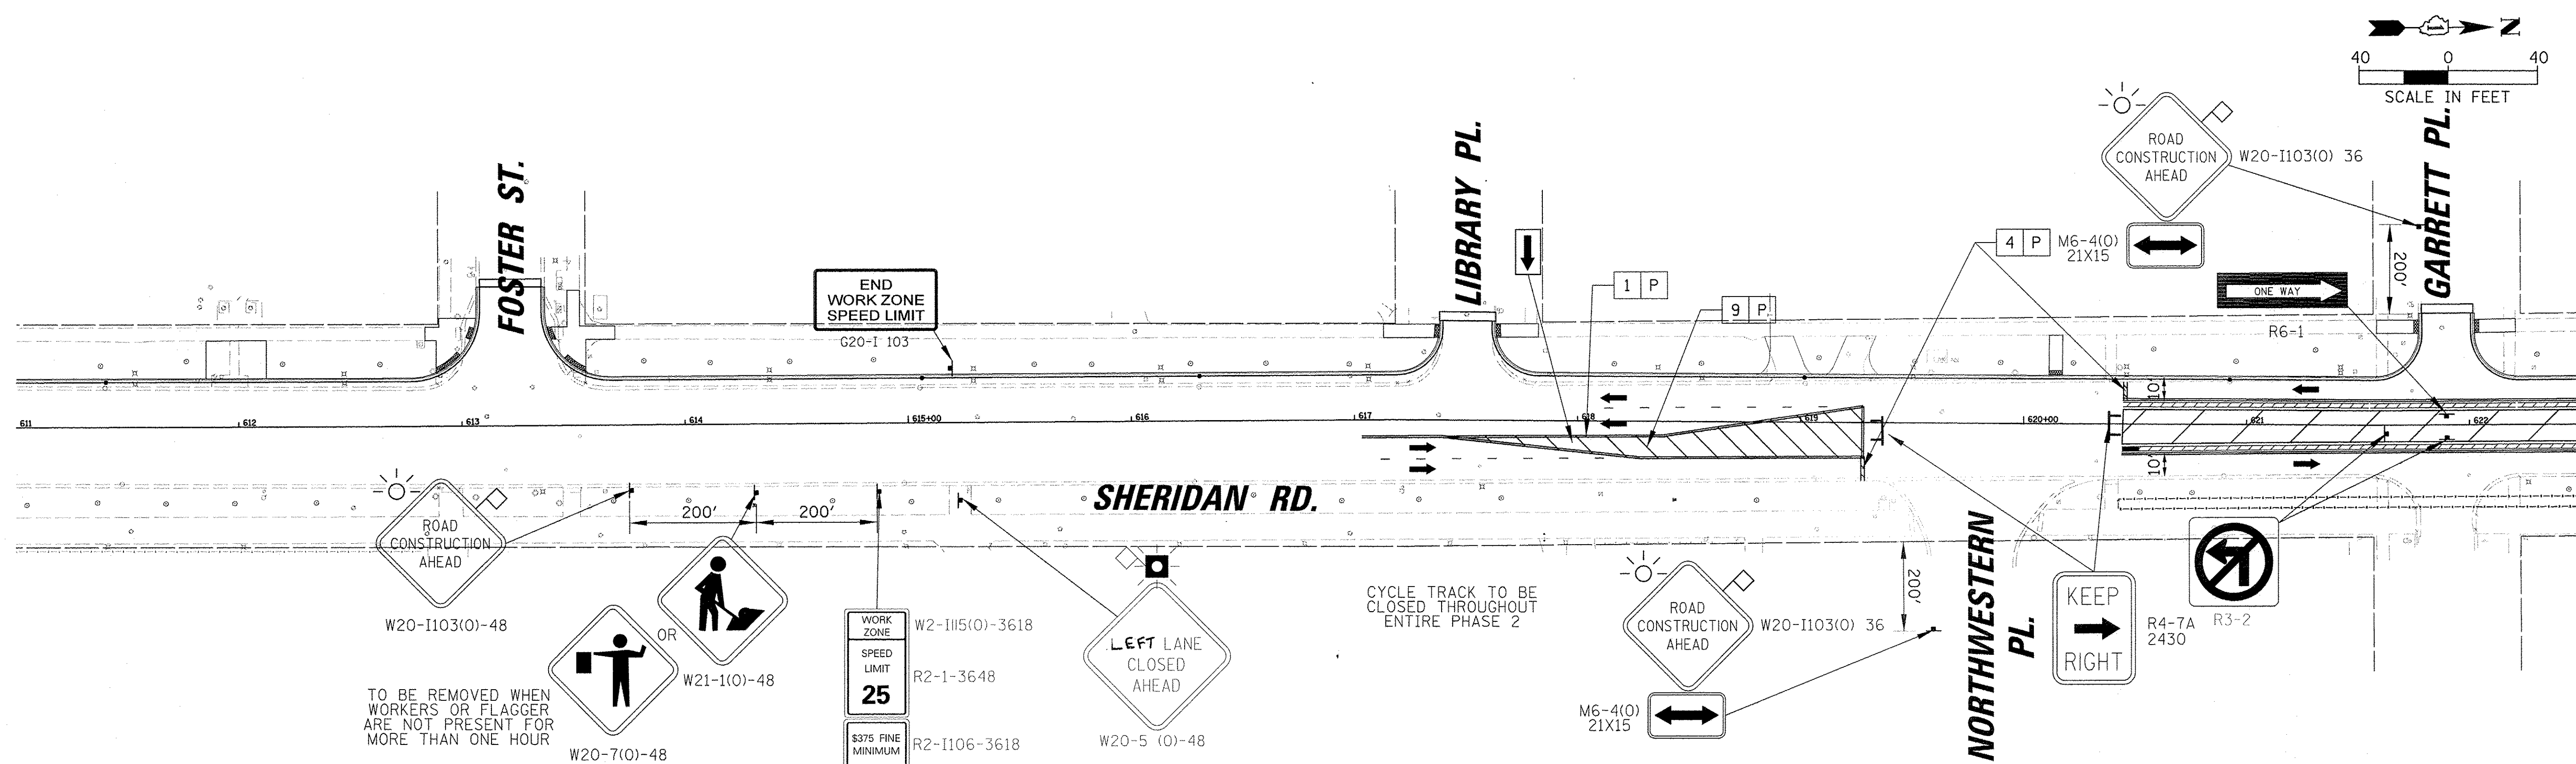 N
40 0 40
SCALE IN FEET
FOSTER ST.
LIBRARY PL.
GARRETT PL.
ROAD
CONSTRUCTION
AHEAD
W20-I103(O) 36
M6-4(O)
21X15
200'
ONE WAY
R6-1
4 P
1 P
9 P
END
WORK ZONE
SPEED LIMIT
G20-I 103
10'
611
612
613
614
615+00
616
617
618
619
620+00
621
622
10'
SHERIDAN RD.
200'
200'
ROAD
CONSTRUCTION
AHEAD
W20-I103(O)-48
OR
W21-1(O)-48
W20-7(O)-48
TO BE REMOVED WHEN
WORKERS OR FLAGGER
ARE NOT PRESENT FOR
MORE THAN ONE HOUR
WORK
ZONE
W2-I115(O)-3618
SPEED
LIMIT
25
R2-1-3648
$375 FINE
MINIMUM
R2-I106-3618
LEFT LANE
CLOSED
AHEAD
W20-5 (O)-48
CYCLE TRACK TO BE
CLOSED THROUGHOUT
ENTIRE PHASE 2
ROAD
CONSTRUCTION
AHEAD
W20-I103(O) 36
M6-4(O)
21X15
200'
NORTHWESTERN
PL.
KEEP
RIGHT
R4-7A
2430
R3-2